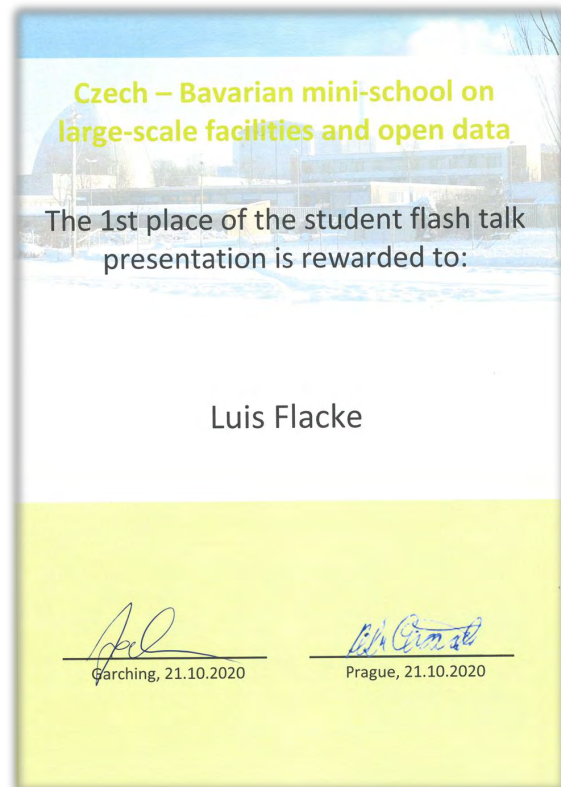 Czech – Bavarian mini-school on
large-scale facilities and open data
The 1st place of the student flash talk
presentation is rewarded to:
Luis Flacke
Garching, 21.10.2020
Prague, 21.10.2020